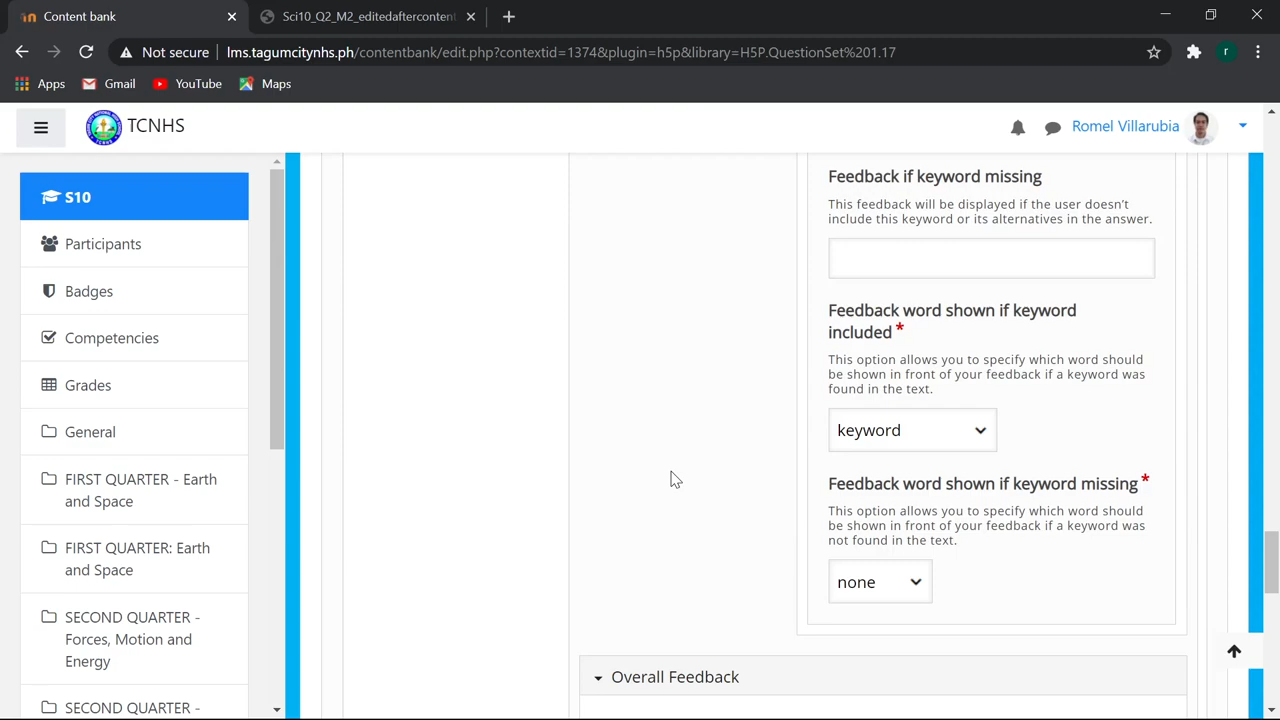 Content bank
Sci10_Q2_M2_editedaftercontent
Not secure
lms.tagumcitynhs.ph/contentbank/edit.php?contextid=1374&plugin=h5p&library=H5P.QuestionSet%201.17
r
Apps
Gmail
YouTube
Maps
TCNHS
Romel Villarubia
S10
Participants
Badges
Competencies
Grades
General
FIRST QUARTER - Earth
and Space
FIRST QUARTER: Earth
and Space
SECOND QUARTER -
Forces, Motion and
Energy
SECOND QUARTER -
Feedback if keyword missing
This feedback will be displayed if the user doesn't
include this keyword or its alternatives in the answer.
Feedback word shown if keyword
included *
This option allows you to specify which word should
be shown in front of your feedback if a keyword was
found in the text.
keyword
Feedback word shown if keyword missing *
This option allows you to specify which word should
be shown in front of your feedback if a keyword was
not found in the text.
none
Overall Feedback